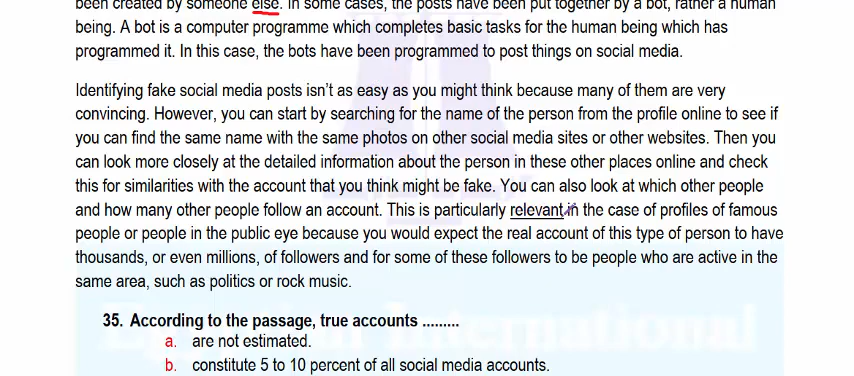 been created by someone else. In some cases, the posts have been put together by a bot, rather a human
being. A bot is a computer programme which completes basic tasks for the human being which has
programmed it. In this case, the bots have been programmed to post things on social media.
Identifying fake social media posts isn't as easy as you might think because many of them are very
convincing. However, you can start by searching for the name of the person from the profile online to see if
you can find the same name with the same photos on other social media sites or other websites. Then you
can look more closely at the detailed information about the person in these other places online and check
this for similarities with the account that you think might be fake. You can also look at which other people
and how many other people follow an account. This is particularly relevant in the case of profiles of famous
people or people in the public eye because you would expect the real account of this type of person to have
thousands, or even millions, of followers and for some of these followers to be people who are active in the
same area, such as politics or rock music.
35. According to the passage, true accounts .........
a. are not estimated.
b. constitute 5 to 10 percent of all social media accounts.